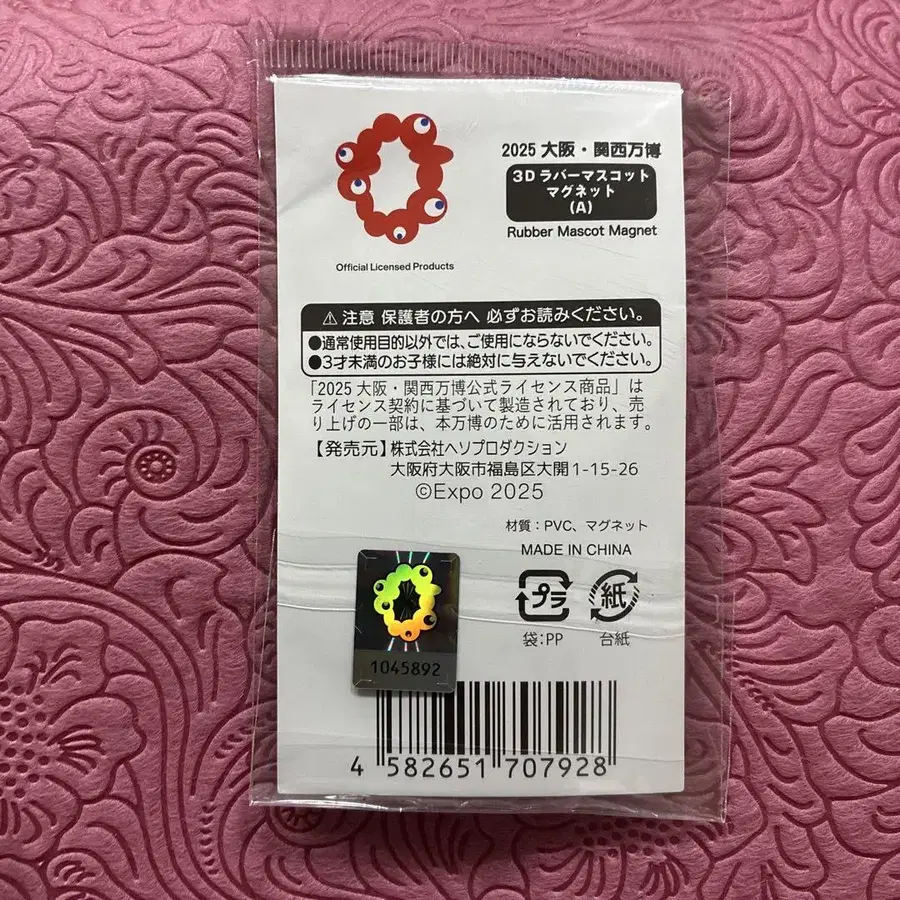 2025 大阪・関西万博
3Dラバーマスコット
マグネット
(A)
Rubber Mascot Magnet
Official Licensed Products
⚠注意 保護者の方へ 必ずお読みください。
●通常使用目的以外では、ご使用にならないでください。
●3才未満のお子様には絶対に与えないでください。
「2025 大阪・関西万博公式ライセンス商品」は
ライセンス契約に基づいて製造されており、売
り上げの一部は、本万博のために活用されます。
【発売元】株式会社ヘソプロダクション
大阪府大阪市福島区大開1-15-26
©Expo 2025
材質：PVC、マグネット
MADE IN CHINA
プラ
紙
袋:PP
台紙
1045892
4 582651 707928